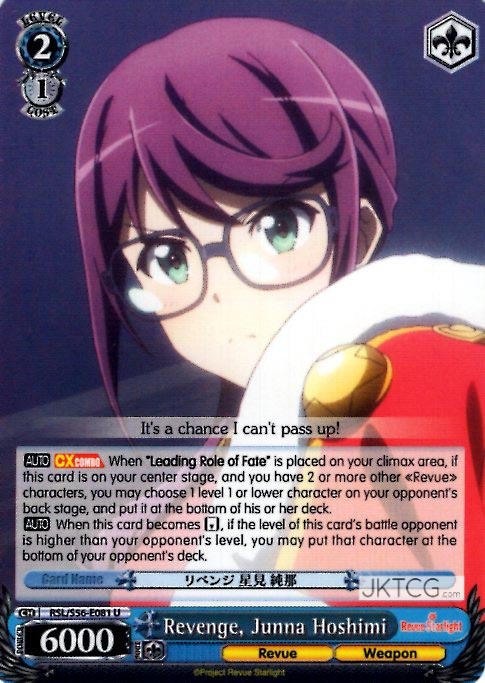 LEVEL
2
1
COST
It's a chance I can't pass up!
AUTO CX COMBO When "Leading Role of Fate" is placed on your climax area, if
this card is on your center stage, and you have 2 or more other «Revue»
characters, you may choose 1 level 1 or lower character on your opponent's
back stage, and put it at the bottom of his or her deck.
AUTO When this card becomes, if the level of this card's battle opponent
is higher than your opponent's level, you may put that character at the
bottom of your opponent's deck.
Card Name
リベンジ 星見 純那
JKTCG.com
CH RSL/S56-E081 U
POWER 6000
Revenge, Junna Hoshimi
Revue Starlight
Revue
Weapon
©Project Revue Starlight